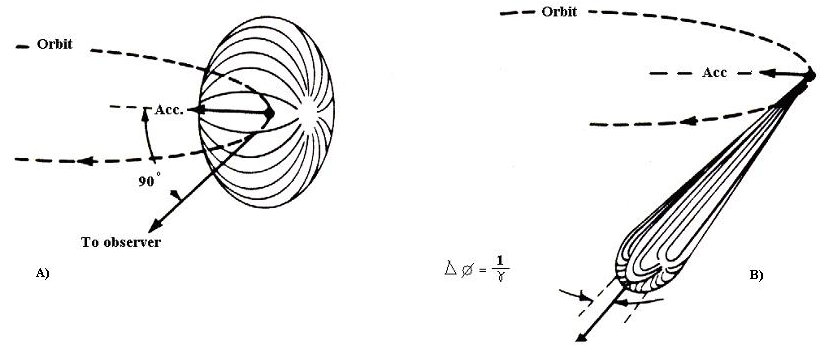 Orbit
Acc.
90°
To observer
A)
Orbit
Acc
Δ ø = 1/γ
B)